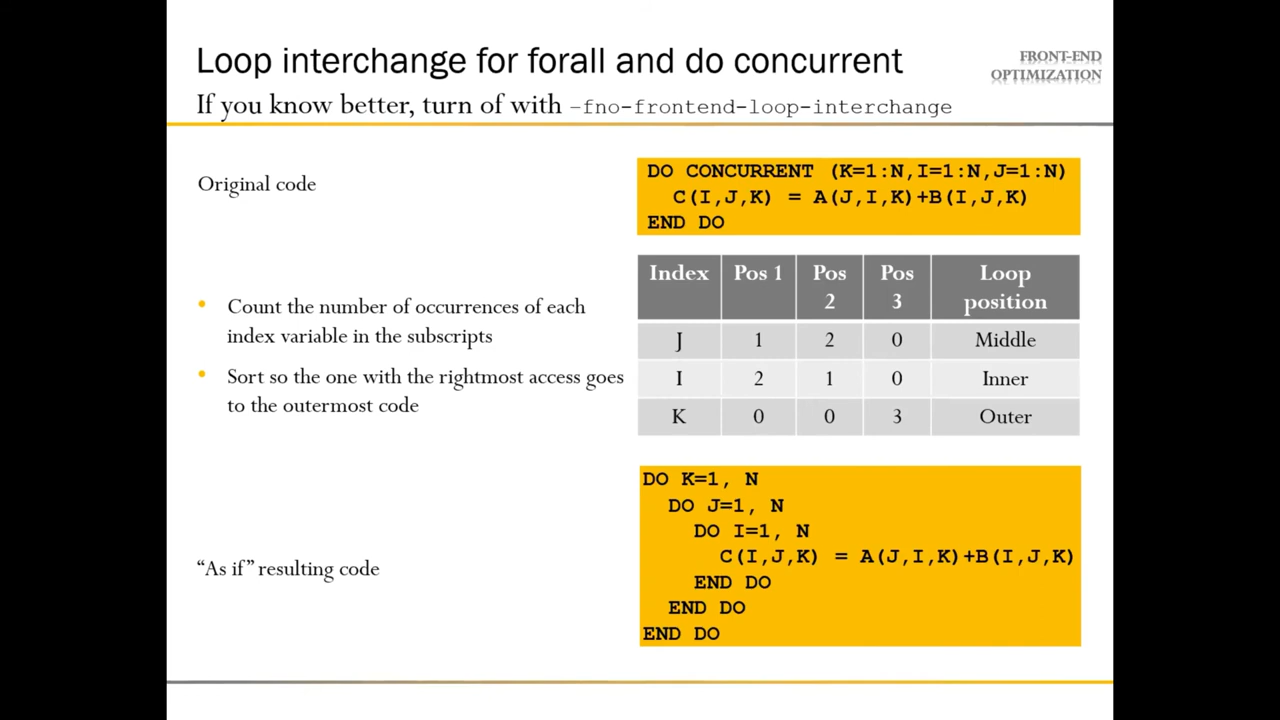 Loop interchange for forall and do concurrent
FRONT-END
OPTIMIZATION
If you know better, turn of with –fno-frontend-loop-interchange
Original code
DO CONCURRENT (K=1:N,I=1:N,J=1:N)
C(I,J,K) = A(J,I,K)+B(I,J,K)
END DO
• Count the number of occurrences of each
index variable in the subscripts
• Sort so the one with the rightmost access goes
to the outermost code
Index Pos 1 Pos 2 Pos 3 Loop position
J 1 2 0 Middle
I 2 1 0 Inner
K 0 0 3 Outer
“As if” resulting code
DO K=1, N
DO J=1, N
DO I=1, N
C(I,J,K) = A(J,I,K)+B(I,J,K)
END DO
END DO
END DO